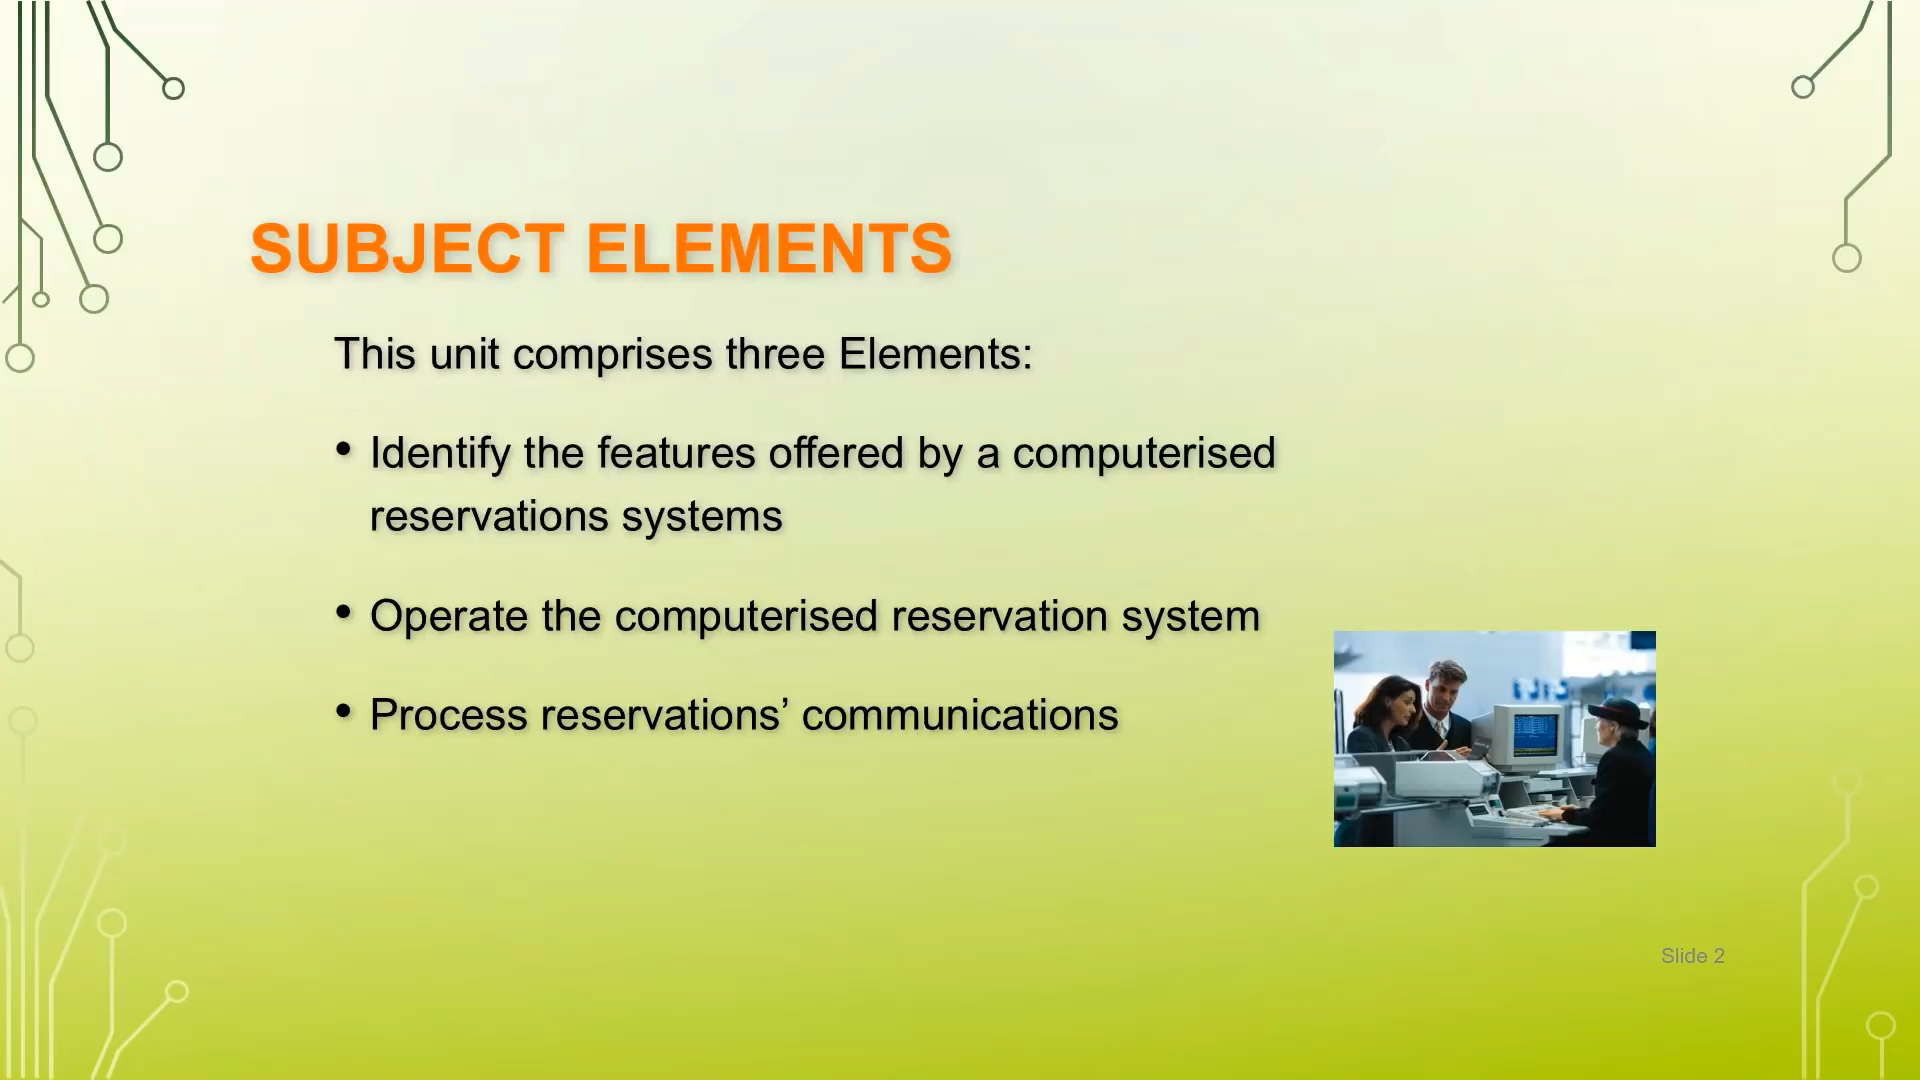 SUBJECT ELEMENTS
This unit comprises three Elements:
• Identify the features offered by a computerised
reservations systems
• Operate the computerised reservation system
• Process reservations’ communications
Slide 2